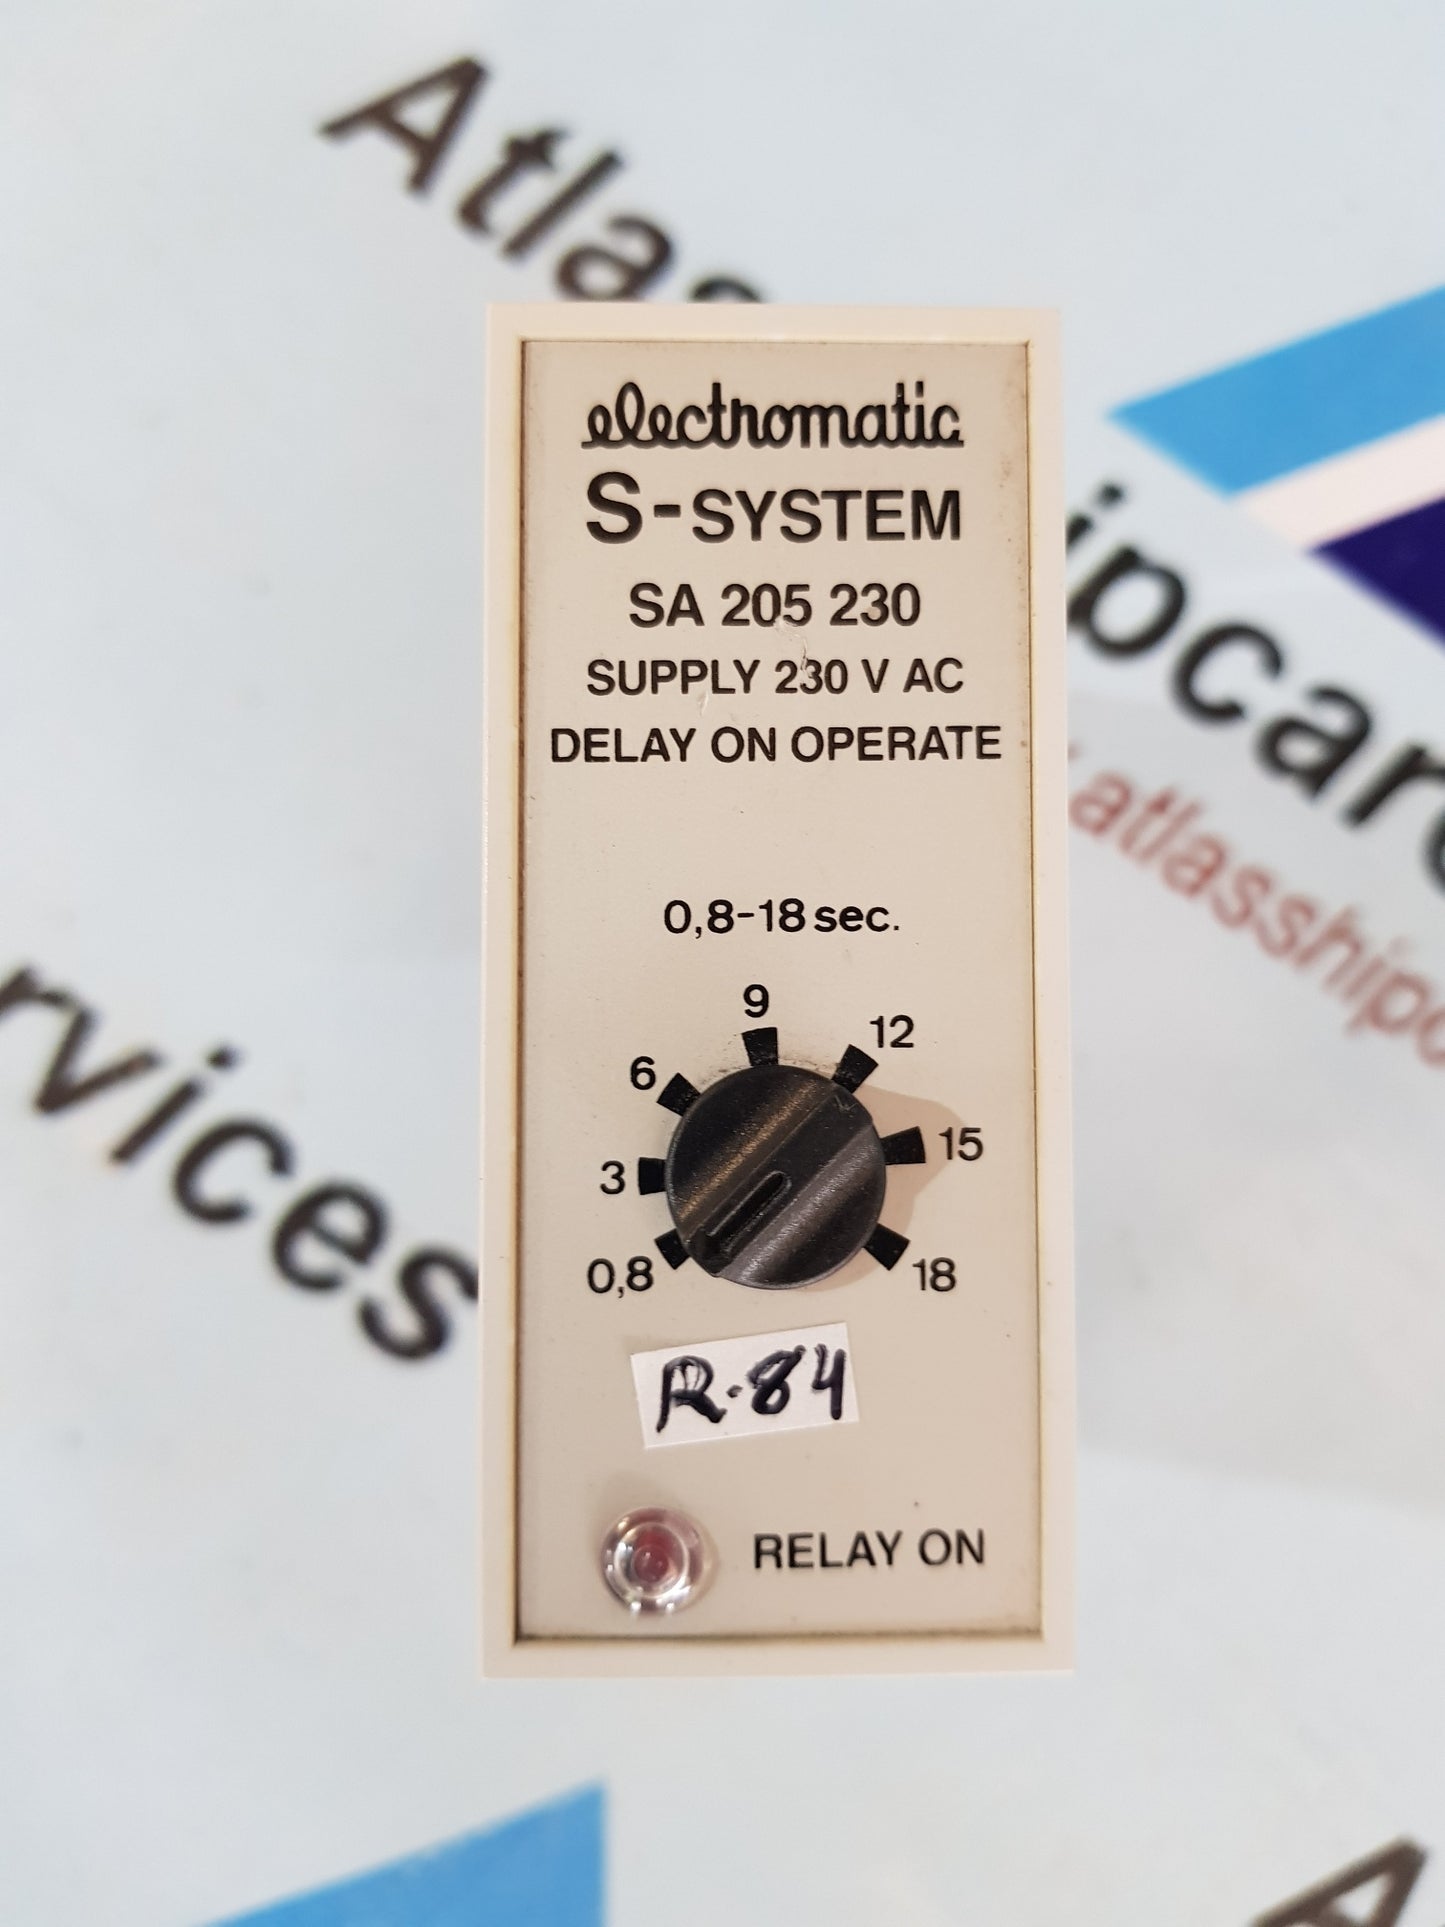 Atlas
electromatic
S-SYSTEM
SA 205 230
SUPPLY 230 V AC
DELAY ON OPERATE
0,8-18 sec.
9
12
6
15
3
0,8
18
R-84
RELAY ON